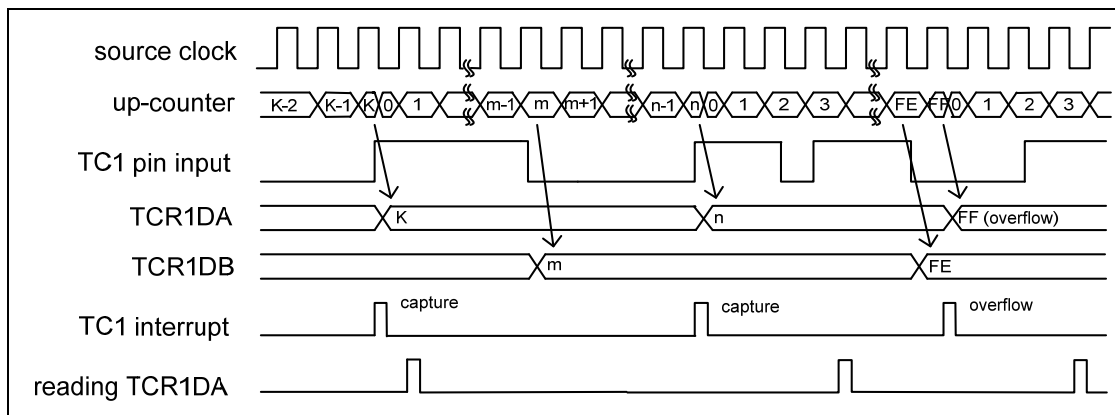 source clock
up-counter K-2 K-1 K 0 1 m-1 m m+1 n-1 n 0 1 2 3 FE FF 0 1 2 3
TC1 pin input
TCR1DA K n FF (overflow)
TCR1DB m FE
TC1 interrupt capture capture overflow
reading TCR1DA